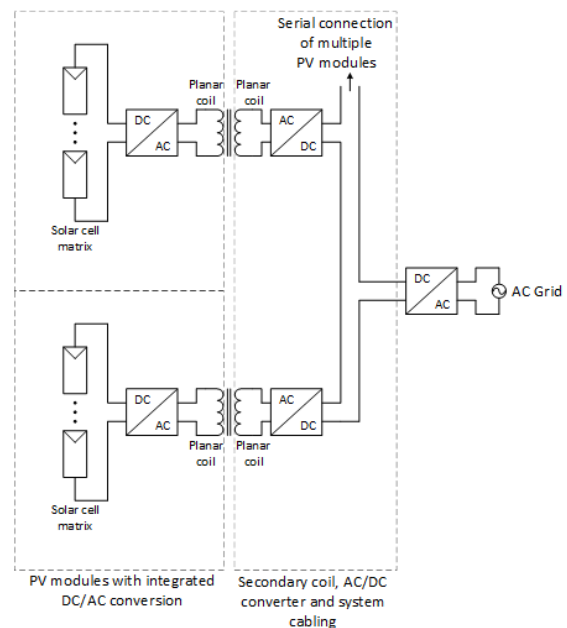 Serial connection
of multiple
PV modules
Planar
coil
Planar
coil
DC
AC
AC
DC
Solar cell
matrix
DC
AC
AC Grid
DC
AC
AC
DC
Planar
coil
Planar
coil
Solar cell
matrix
PV modules with integrated
DC/AC conversion
Secondary coil, AC/DC
converter and system
cabling